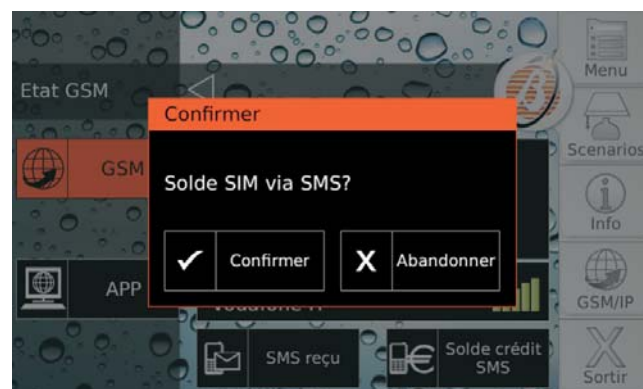 Etat GSM
Menu
Confirmer
Scenarios
GSM
Solde SIM via SMS?
Info
Confirmer
Abandonner
APP
GSM/IP
SMS reçu
Solde crédit
SMS
Sortir